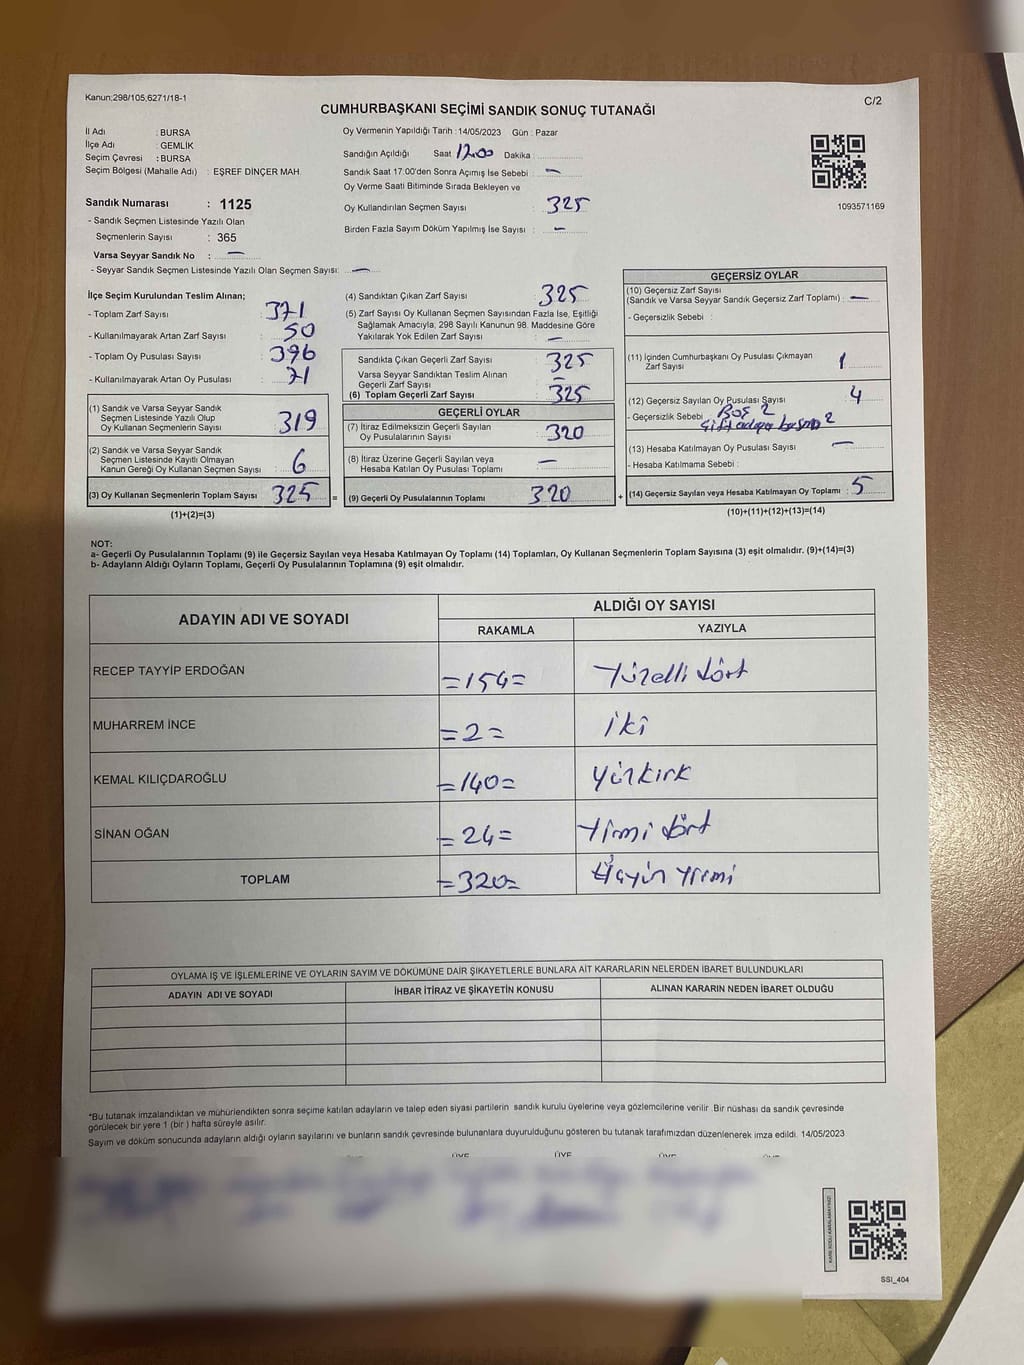 Kanun;298/105,6271/18-1
C/2
CUMHURBAŞKANI SEÇİMİ SANDIK SONUÇ TUTANAĞI
İl Adı : BURSA
İlçe Adı : GEMLİK
Seçim Çevresi : BURSA
Seçim Bölgesi (Mahalle Adı) : EŞREF DİNÇER MAH.
Sandık Numarası : 1125
- Sandık Seçmen Listesinde Yazılı Olan
Seçmenlerin Sayısı : 365
Varsa Seyyar Sandık No : —
- Seyyar Sandık Seçmen Listesinde Yazılı Olan Seçmen Sayısı: —
Oy Vermenin Yapıldığı Tarih : 14/05/2023 Gün : Pazar
Sandığın Açıldığı Saat Dakika :
Sandık Saat 17:00'den Sonra Açımış İse Sebebi : —
Oy Verme Saati Bitiminde Sırada Bekleyen ve
Oy Kullandırılan Seçmen Sayısı : 325
Birden Fazla Sayım Döküm Yapılmış İse Sayısı : —
1093571169
İlçe Seçim Kurulundan Teslim Alınan;
- Toplam Zarf Sayısı : 371
- Kullanılmayarak Artan Zarf Sayısı : 50
- Toplam Oy Pusulası Sayısı : 396
- Kullanılmayarak Artan Oy Pusulası : 71
(1) Sandık ve Varsa Seyyar Sandık
Seçmen Listesinde Yazılı Olup
Oy Kullanan Seçmenlerin Sayısı : 319
(2) Sandık ve Varsa Seyyar Sandık
Seçmen Listesinde Kayıtlı Olmayan
Kanun Gereği Oy Kullanan Seçmen Sayısı : 6
(3) Oy Kullanan Seçmenlerin Toplam Sayısı : 325
(1)+(2)=(3)
=
(4) Sandıktan Çıkan Zarf Sayısı : 325
(5) Zarf Sayısı Oy Kullanan Seçmen Sayısından Fazla İse, Eşitliği
Sağlamak Amacıyla, 298 Sayılı Kanunun 98. Maddesine Göre
Yakılarak Yok Edilen Zarf Sayısı : —
Sandıkta Çıkan Geçerli Zarf Sayısı : 325
Varsa Seyyar Sandıktan Teslim Alınan
Geçerli Zarf Sayısı : —
(6) Toplam Geçerli Zarf Sayısı : 325
GEÇERLİ OYLAR
(7) İtiraz Edilmeksizin Geçerli Sayılan
Oy Pusulalarının Sayısı : 320
(8) İtiraz Üzerine Geçerli Sayılan veya
Hesaba Katılan Oy Pusulası Toplamı : —
(9) Geçerli Oy Pusulalarının Toplamı : 320
+
GEÇERSİZ OYLAR
(10) Geçersiz Zarf Sayısı
(Sandık ve Varsa Seyyar Sandık Geçersiz Zarf Toplamı) : —
- Geçersizlik Sebebi :
(11) İçinden Cumhurbaşkanı Oy Pusulası Çıkmayan
Zarf Sayısı : 1
(12) Geçersiz Sayılan Oy Pusulası Sayısı : 4
- Geçersizlik Sebebi : Boş 2
2
(13) Hesaba Katılmayan Oy Pusulası Sayısı : —
- Hesaba Katılmama Sebebi :
(14) Geçersiz Sayılan veya Hesaba Katılmayan Oy Toplamı : 5
(10)+(11)+(12)+(13)=(14)
NOT:
a- Geçerli Oy Pusulalarının Toplamı (9) ile Geçersiz Sayılan veya Hesaba Katılmayan Oy Toplamı (14) Toplamları, Oy Kullanan Seçmenlerin Toplam Sayısına (3) eşit olmalıdır. (9)+(14)=(3)
b- Adayların Aldığı Oyların Toplamı, Geçerli Oy Pusulalarının Toplamına (9) eşit olmalıdır.
ADAYIN ADI VE SOYADI
ALDIĞI OY SAYISI
RAKAMLA YAZIYLA
RECEP TAYYİP ERDOĞAN =154= Yüzelli dört
MUHARREM İNCE =2= iki
KEMAL KILIÇDAROĞLU =140= Yüzkırk
SİNAN OĞAN =24= Yirmi dört
TOPLAM =320= Üçyüz Yirmi
OYLAMA İŞ VE İŞLEMLERİNE VE OYLARIN SAYIM VE DÖKÜMÜNE DAİR ŞİKAYETLERLE BUNLARA AİT KARARLARIN NELERDEN İBARET BULUNDUKLARI
ADAYIN ADI VE SOYADI İHBAR İTİRAZ VE ŞİKAYETİN KONUSU ALINAN KARARIN NEDEN İBARET OLDUĞU
*Bu tutanak imzalandıktan ve mühürlendikten sonra seçime katılan adayların ve talep eden siyasi partilerin sandık kurulu üyelerine veya gözlemcilerine verilir .Bir nüshası da sandık çevresinde
görülecek bir yere 1 (bir ) hafta süreyle asılır.
Sayım ve döküm sonucunda adayların aldığı oyların sayılarını ve bunların sandık çevresinde bulunanlara duyurulduğunu gösteren bu tutanak tarafımızdan düzenlenerek imza edildi. 14/05/2023
ÜYE ÜYE ÜYE ÜYE ÜYE
KARE KODU KARALAMAYINIZ!
SSI_404